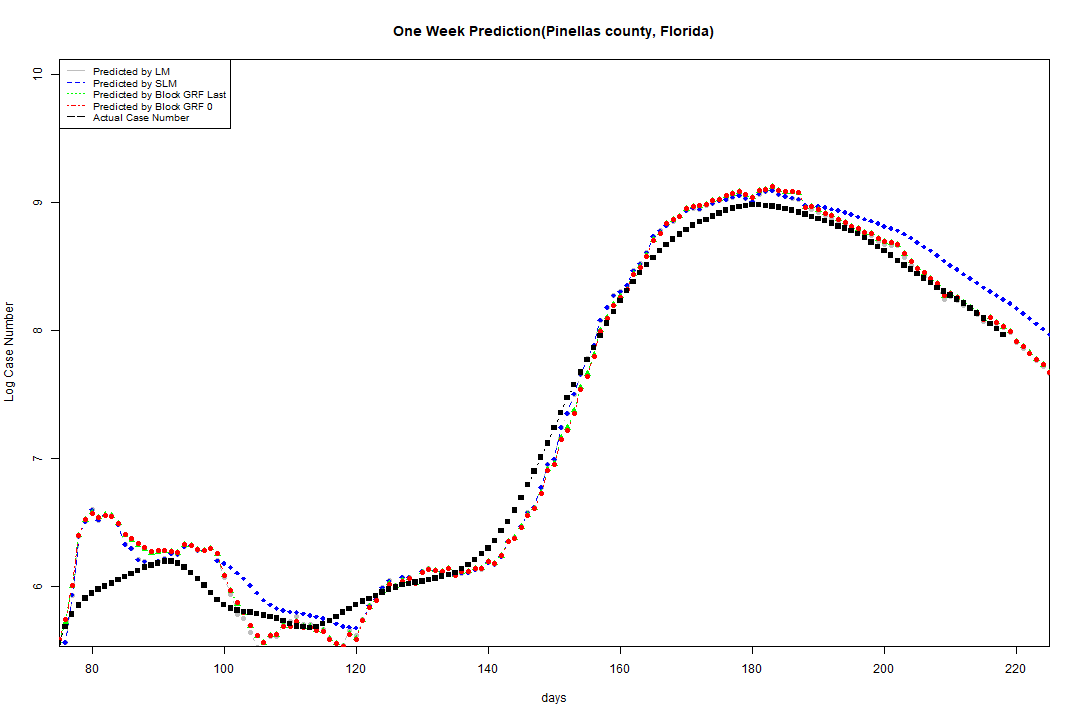 One Week Prediction(Pinellas county, Florida)
Predicted by LM
Predicted by SLM
Predicted by Block GRF Last
Predicted by Block GRF 0
Actual Case Number
10
9
8
7
6
Log Case Number
80 100 120 140 160 180 200 220
days